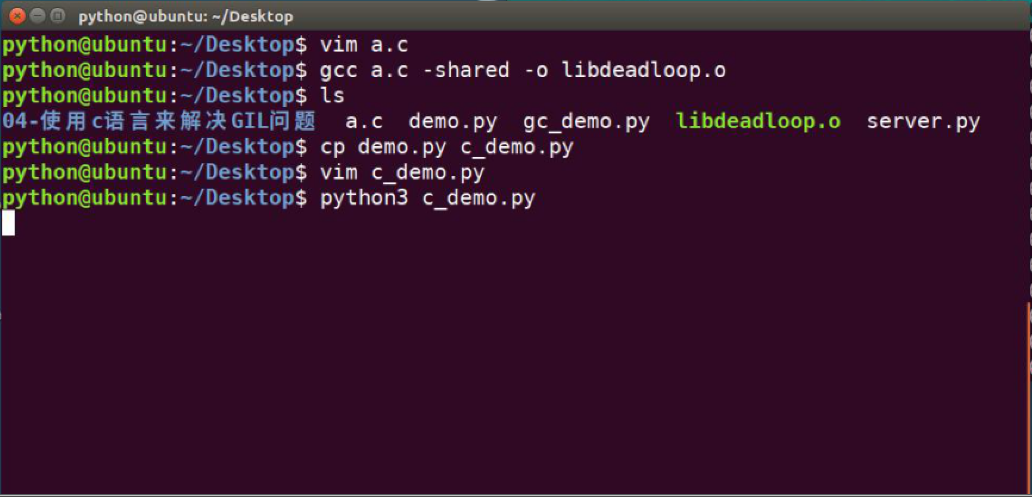 python@ubuntu: ~/Desktop
python@ubuntu:~/Desktop$ vim a.c
python@ubuntu:~/Desktop$ gcc a.c -shared -o libdeadloop.o
python@ubuntu:~/Desktop$ ls
04-使用c语言来解决GIL问题  a.c  demo.py  gc_demo.py  libdeadloop.o  server.py
python@ubuntu:~/Desktop$ cp demo.py c_demo.py
python@ubuntu:~/Desktop$ vim c_demo.py
python@ubuntu:~/Desktop$ python3 c_demo.py